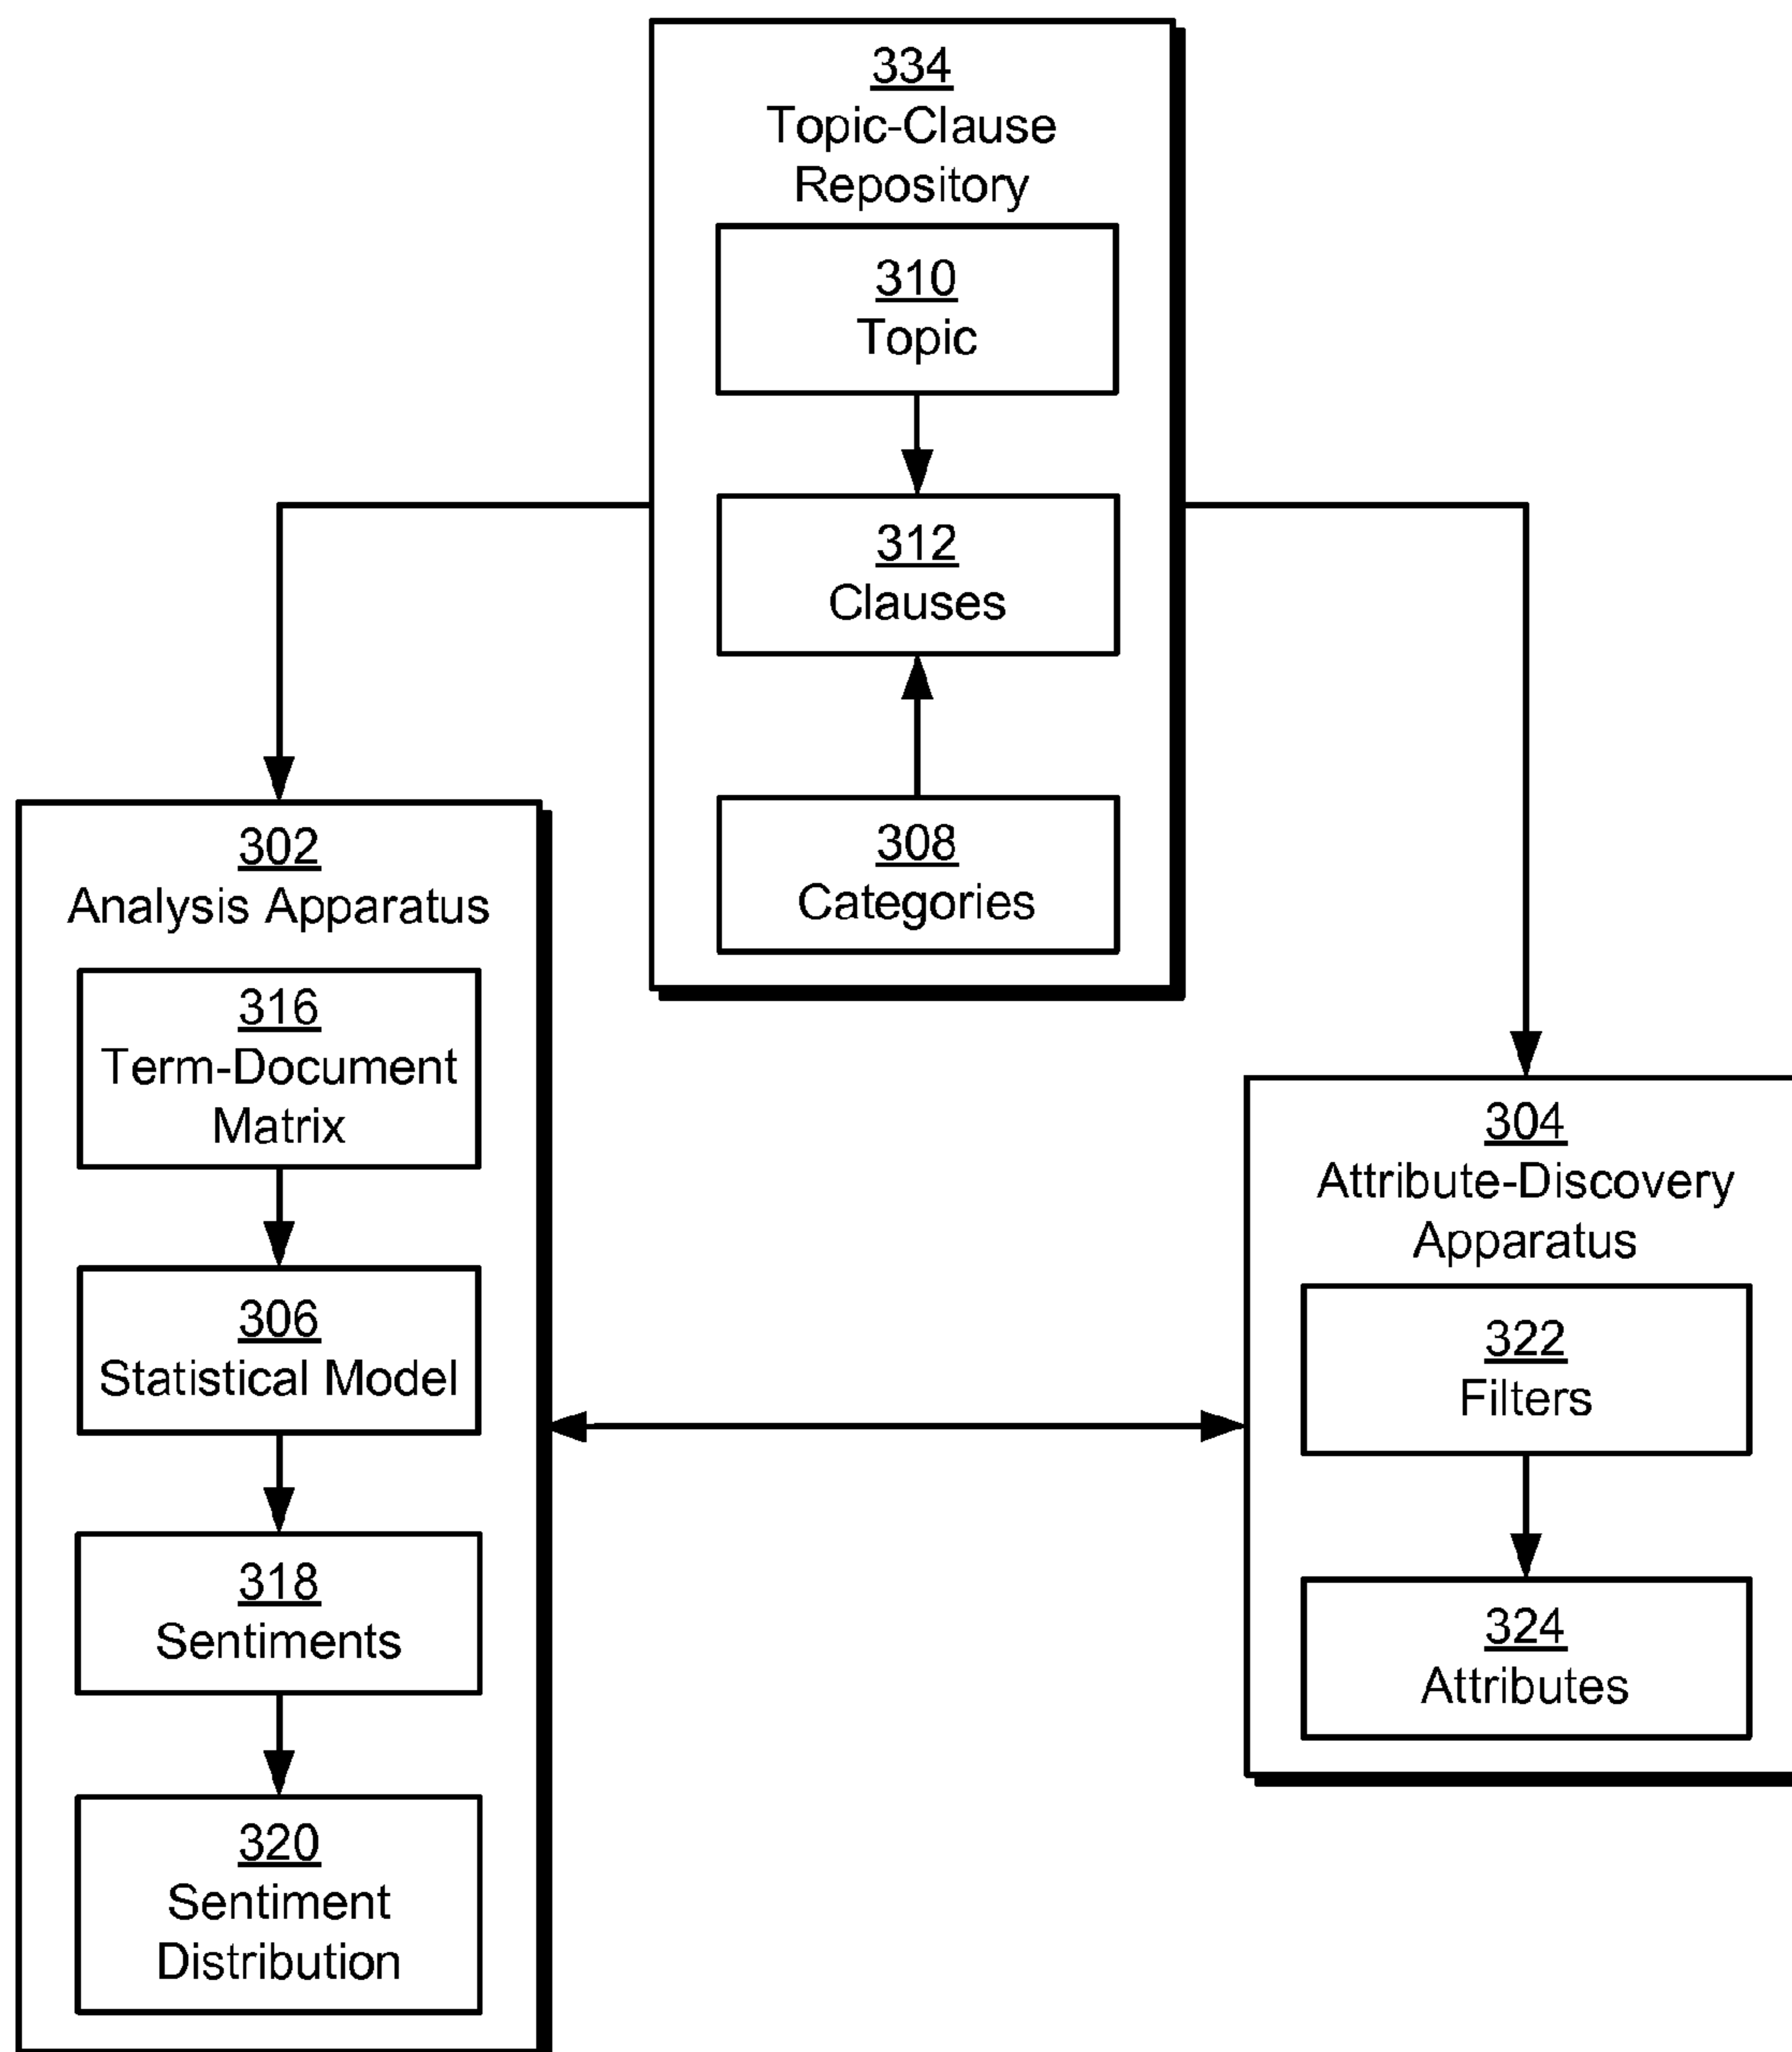 334
Topic-Clause
Repository
310
Topic
312
Clauses
308
Categories
302
Analysis Apparatus
316
Term-Document
Matrix
306
Statistical Model
318
Sentiments
320
Sentiment
Distribution
304
Attribute-Discovery
Apparatus
322
Filters
324
Attributes